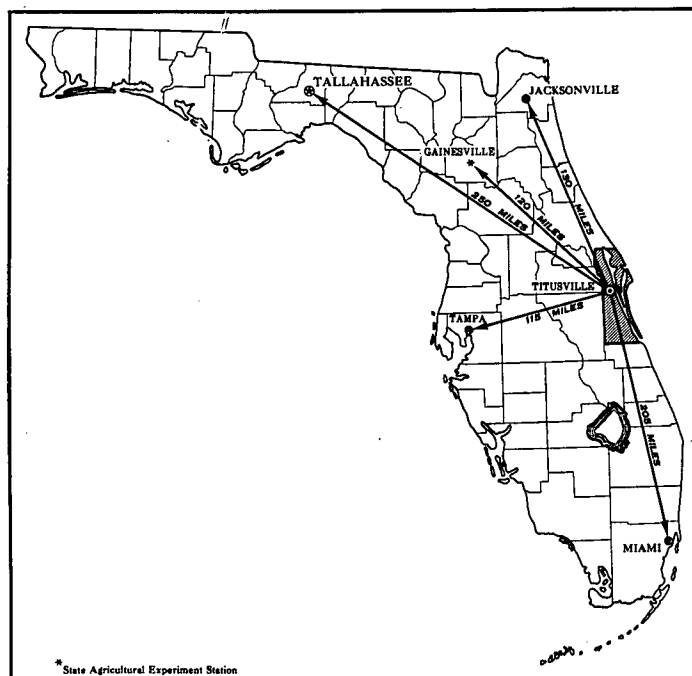 TALLAHASSEE
JACKSONVILLE
GAINESVILLE
*
250 MILES
120 MILES
130 MILES
TITUSVILLE
TAMPA
115 MILES
205 MILES
MIAMI
*State Agricultural Experiment Station